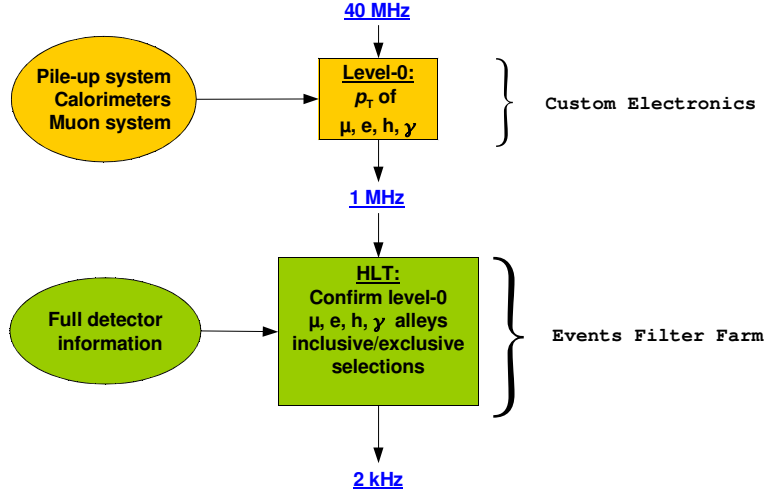 40 MHz
Pile-up system
Calorimeters
Muon system
Level-0:
pT of
μ, e, h, γ
Custom Electronics
1 MHz
Full detector
information
HLT:
Confirm level-0
μ, e, h, γ alleys
inclusive/exclusive
selections
Events Filter Farm
2 kHz